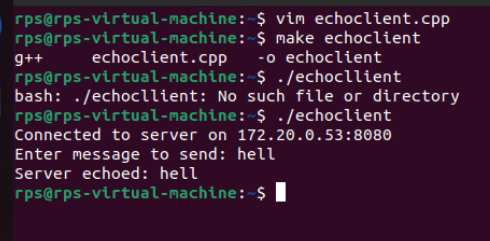 rps@rps-virtual-machine:~$ vim echoclient.cpp
rps@rps-virtual-machine:~$ make echoclient
g++     echoclient.cpp   -o echoclient
rps@rps-virtual-machine:~$ ./echocllient
bash: ./echocllient: No such file or directory
rps@rps-virtual-machine:~$ ./echoclient
Connected to server on 172.20.0.53:8080
Enter message to send: hell
Server echoed: hell
rps@rps-virtual-machine:~$